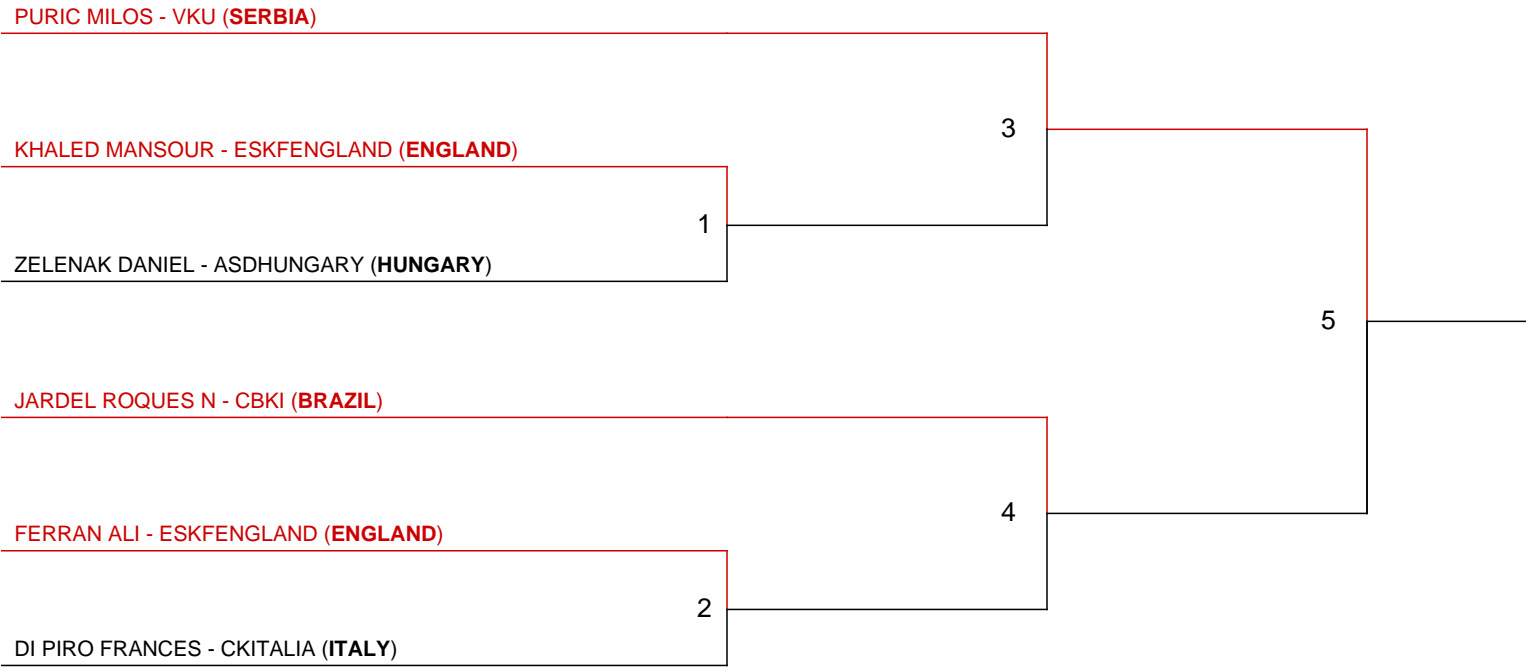 PURIC MILOS - VKU (SERBIA)
3
KHALED MANSOUR - ESKFENGLAND (ENGLAND)
1
ZELENAK DANIEL - ASDHUNGARY (HUNGARY)
5
JARDEL ROQUES N - CBKI (BRAZIL)
4
FERRAN ALI - ESKFENGLAND (ENGLAND)
2
DI PIRO FRANCES - CKITALIA (ITALY)